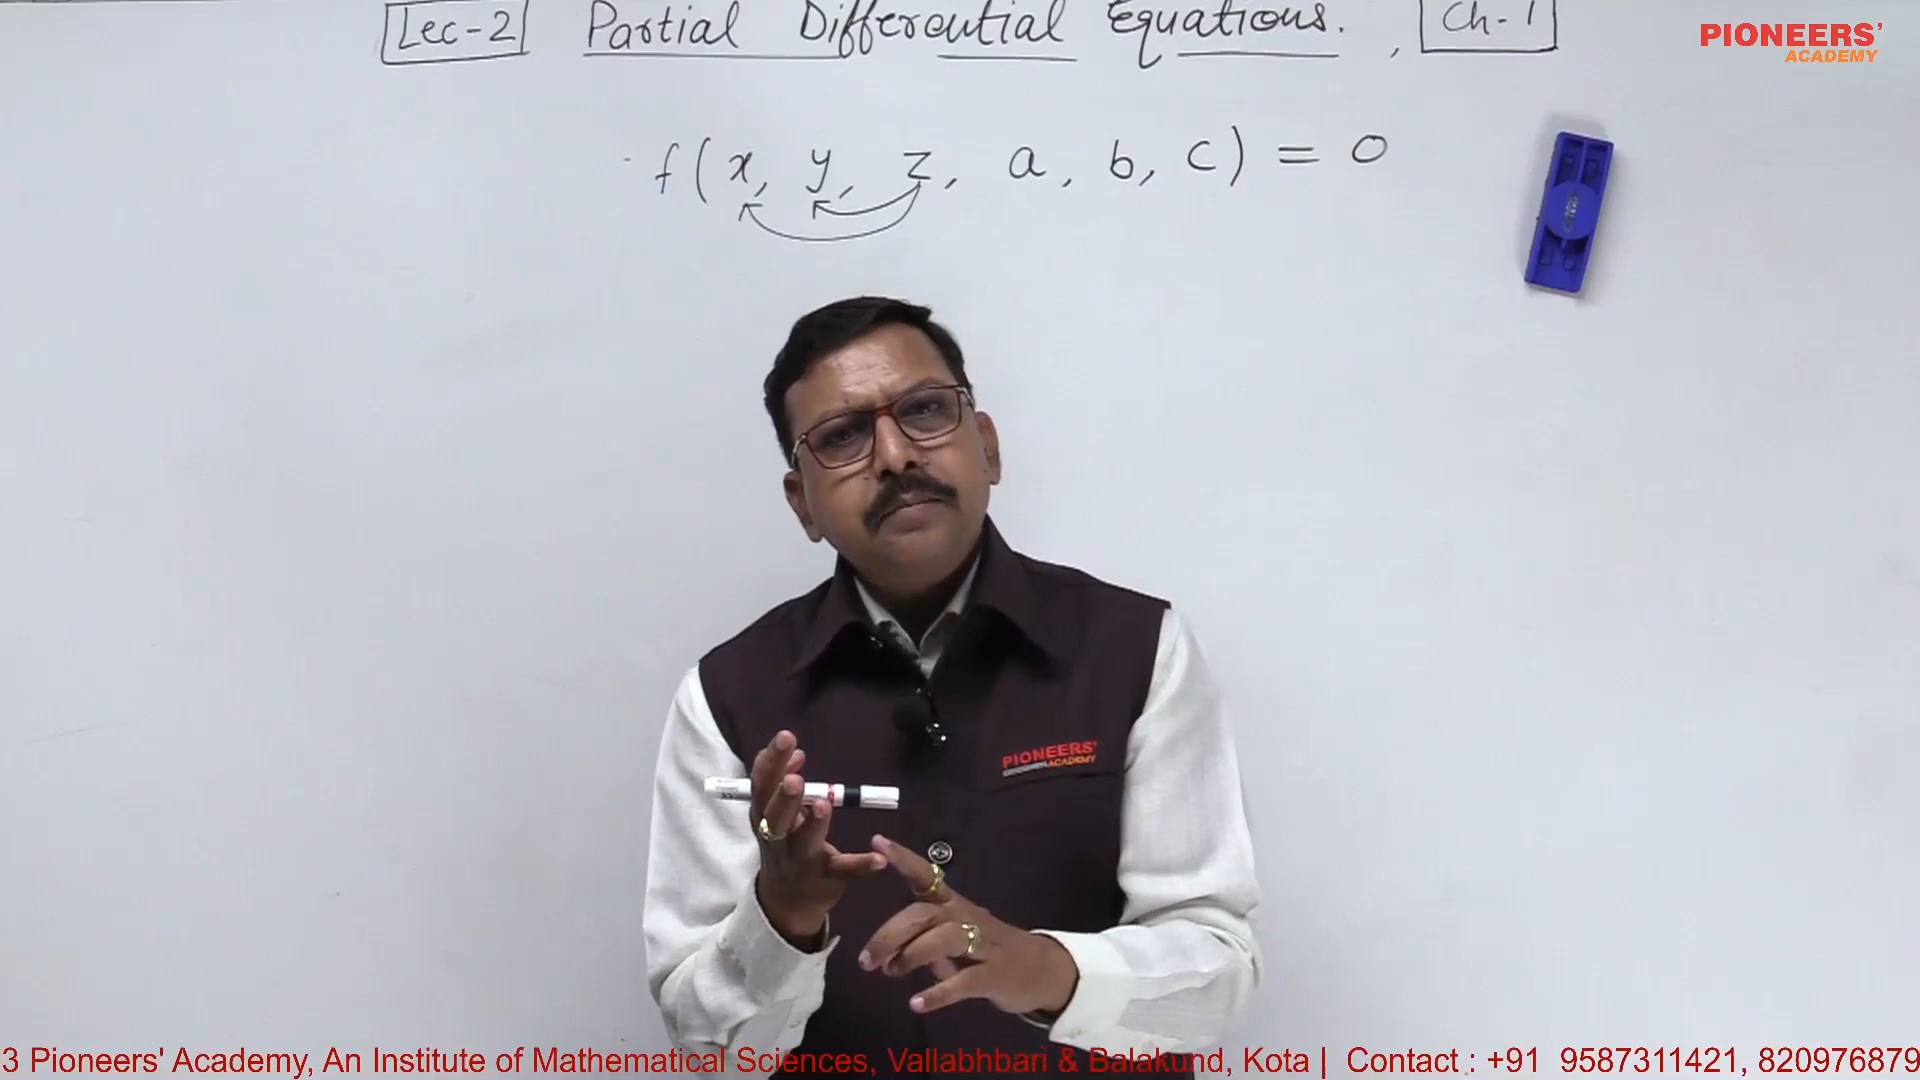 Lec-2 Partial Differential Equations. , Ch-1
PIONEERS'
ACADEMY
f(x, y, z, a, b, c) = 0
PIONEERS'
ACADEMY
3 Pioneers' Academy, An Institute of Mathematical Sciences, Vallabhbari & Balakund, Kota | Contact : +91 9587311421, 820976879